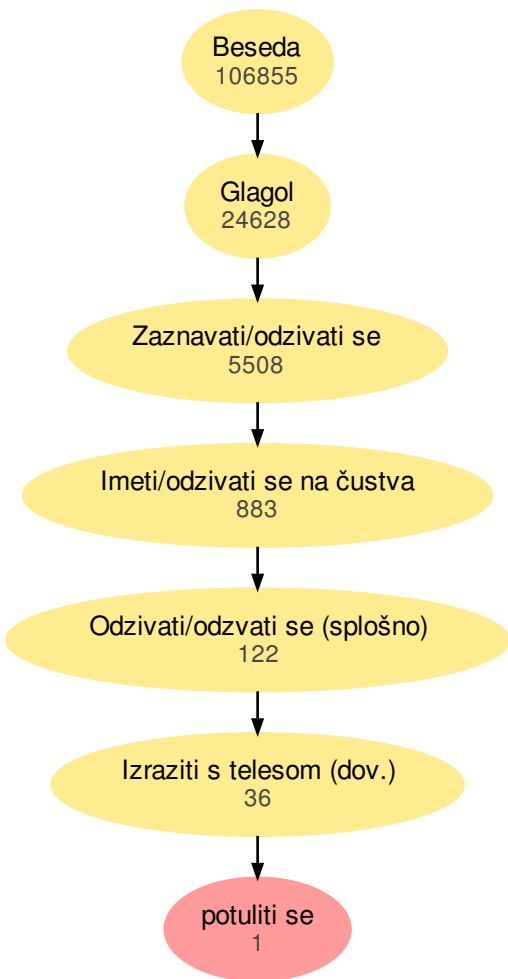 Beseda
106855
Glagol
24628
Zaznavati/odzivati se
5508
Imeti/odzivati se na čustva
883
Odzivati/odzvati se (splošno)
122
Izraziti s telesom (dov.)
36
potuliti se
1